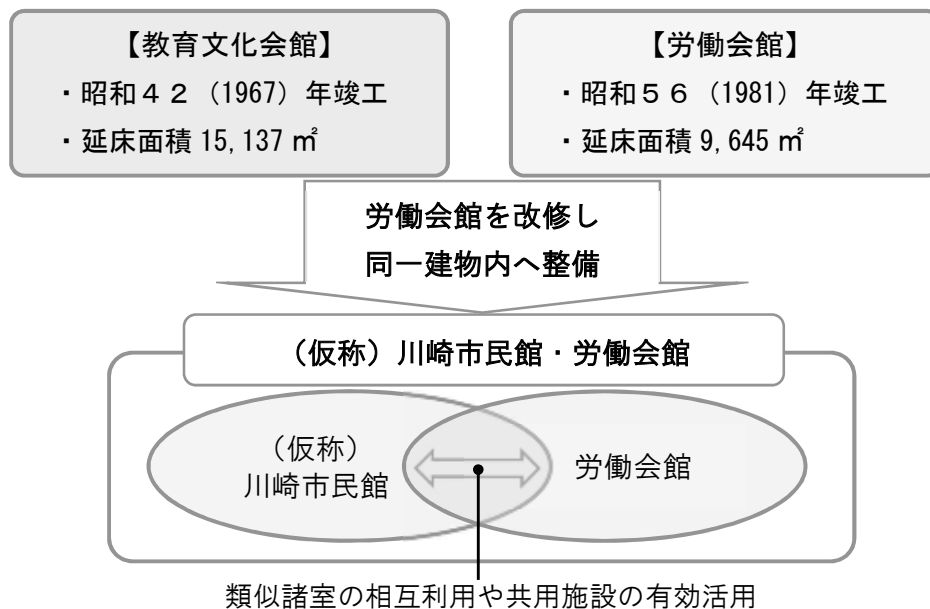 【教育文化会館】
・昭和４２（1967）年竣工
・延床面積 15,137 ㎡
【労働会館】
・昭和５６（1981）年竣工
・延床面積 9,645 ㎡
労働会館を改修し
同一建物内へ整備
（仮称）川崎市民館・労働会館
（仮称）
川崎市民館
労働会館
類似諸室の相互利用や共用施設の有効活用